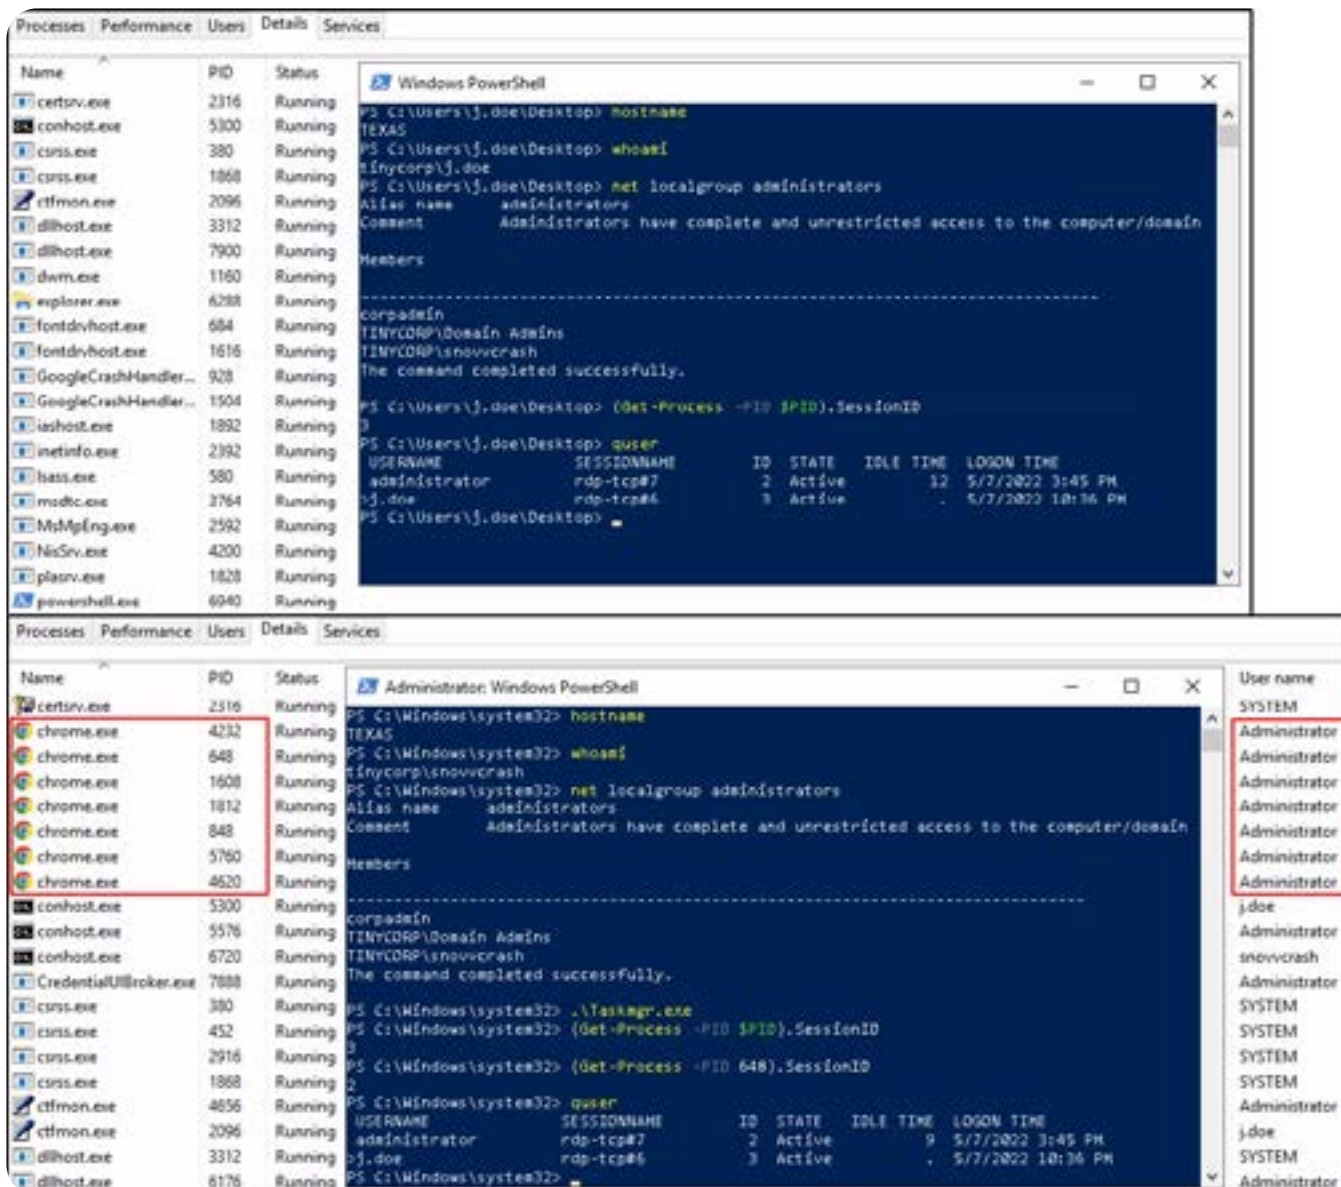 Processes Performance Users Details Services
Name PID Status
certsrv.exe 2316 Running
conhost.exe 5300 Running
csrss.exe 380 Running
csrss.exe 1868 Running
ctfmon.exe 2096 Running
dllhost.exe 3312 Running
dllhost.exe 7900 Running
dwm.exe 1160 Running
explorer.exe 6288 Running
fontdrvhost.exe 684 Running
fontdrvhost.exe 1616 Running
GoogleCrashHandler... 928 Running
GoogleCrashHandler... 1504 Running
iashost.exe 1892 Running
inetinfo.exe 2392 Running
lsass.exe 580 Running
msdtc.exe 3764 Running
MsMpEng.exe 2592 Running
NisSrv.exe 4200 Running
plasrv.exe 1828 Running
powershell.exe 6940 Running
Windows PowerShell
PS C:\Users\j.doe\Desktop> hostname
TEXAS
PS C:\Users\j.doe\Desktop> whoami
tinycorp\j.doe
PS C:\Users\j.doe\Desktop> net localgroup administrators
Alias name administrators
Comment Administrators have complete and unrestricted access to the computer/domain
Members
-------------------------------------------------------------------------------
corpadmin
TINYCORP\Domain Admins
TINYCORP\snovvcrash
The command completed successfully.
PS C:\Users\j.doe\Desktop> (Get-Process -PID $PID).SessionID
3
PS C:\Users\j.doe\Desktop> quser
USERNAME SESSIONNAME ID STATE IDLE TIME LOGON TIME
administrator rdp-tcp#7 2 Active 12 5/7/2022 3:45 PM
>j.doe rdp-tcp#6 3 Active . 5/7/2022 10:36 PM
PS C:\Users\j.doe\Desktop>
Processes Performance Users Details Services
Name PID Status
certsrv.exe 2316 Running
chrome.exe 4232 Running
chrome.exe 648 Running
chrome.exe 1608 Running
chrome.exe 1812 Running
chrome.exe 848 Running
chrome.exe 5760 Running
chrome.exe 4620 Running
conhost.exe 5300 Running
conhost.exe 5576 Running
conhost.exe 6720 Running
CredentialUIBroker.exe 7888 Running
csrss.exe 380 Running
csrss.exe 452 Running
csrss.exe 2916 Running
csrss.exe 1868 Running
ctfmon.exe 4656 Running
ctfmon.exe 2096 Running
dllhost.exe 3312 Running
dllhost.exe 6176 Running
Administrator: Windows PowerShell
PS C:\Windows\system32> hostname
TEXAS
PS C:\Windows\system32> whoami
tinycorp\snovvcrash
PS C:\Windows\system32> net localgroup administrators
Alias name administrators
Comment Administrators have complete and unrestricted access to the computer/domain
Members
-------------------------------------------------------------------------------
corpadmin
TINYCORP\Domain Admins
TINYCORP\snovvcrash
The command completed successfully.
PS C:\Windows\system32> .\Taskmgr.exe
PS C:\Windows\system32> (Get-Process -PID $PID).SessionID
3
PS C:\Windows\system32> (Get-Process -PID 648).SessionID
2
PS C:\Windows\system32> quser
USERNAME SESSIONNAME ID STATE IDLE TIME LOGON TIME
administrator rdp-tcp#7 2 Active 9 5/7/2022 3:45 PM
>j.doe rdp-tcp#6 3 Active . 5/7/2022 10:36 PM
PS C:\Windows\system32>
User name
SYSTEM
Administrator
Administrator
Administrator
Administrator
Administrator
Administrator
Administrator
j.doe
Administrator
snovvcrash
Administrator
SYSTEM
SYSTEM
SYSTEM
SYSTEM
Administrator
j.doe
SYSTEM
Administrator